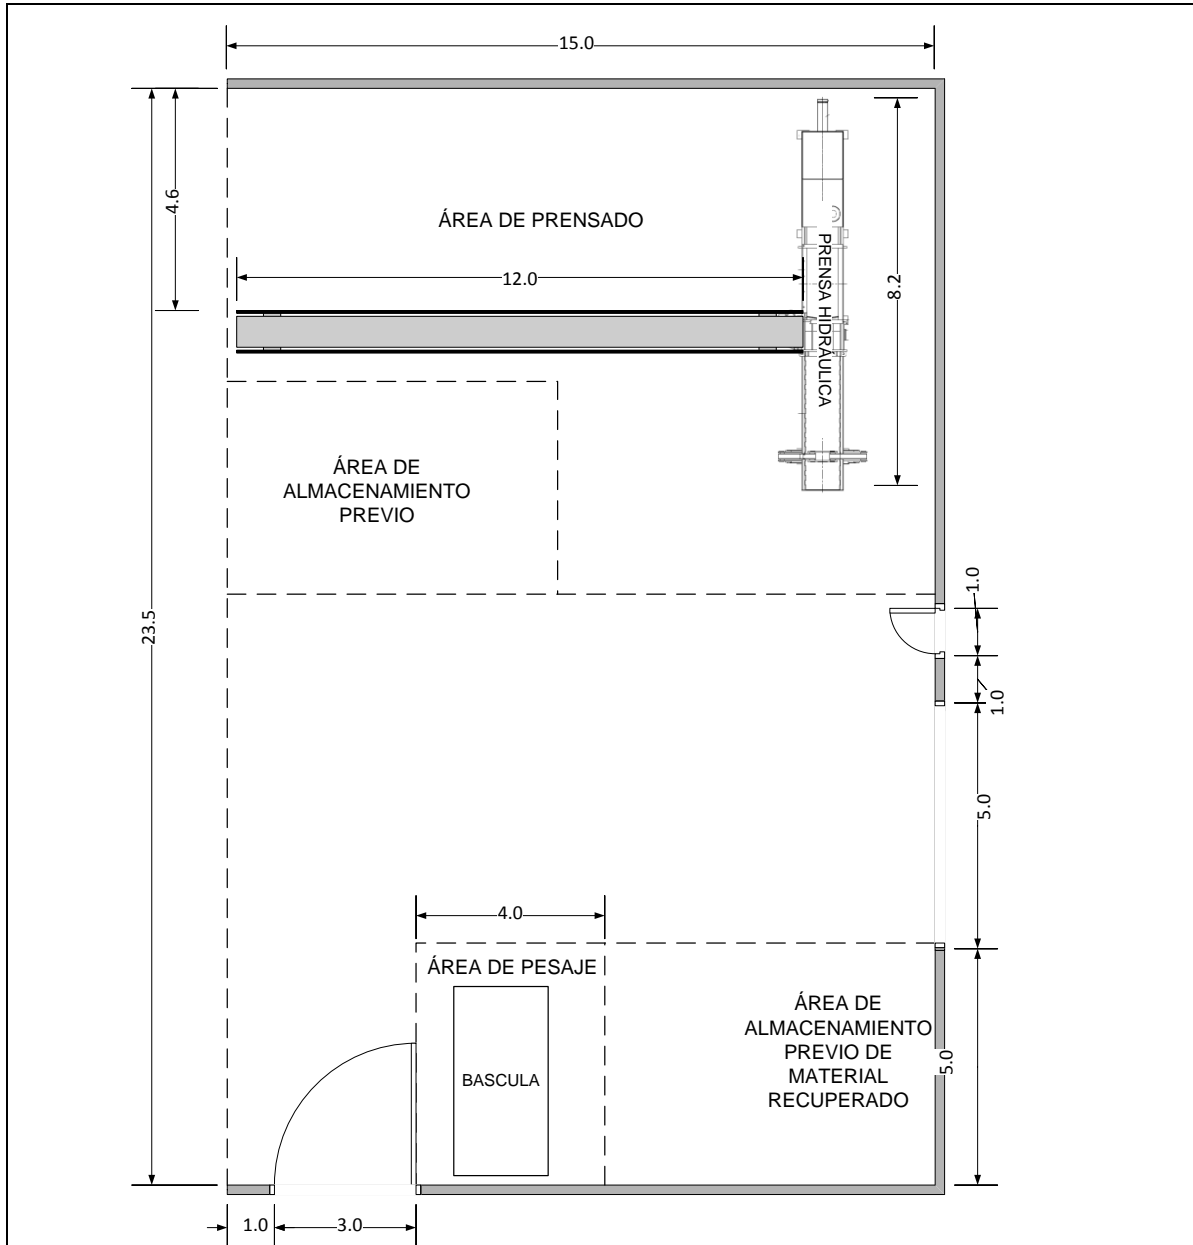 15.0
4.6
ÁREA DE PRENSADO
12.0
PRENSA HIDRÁULICA
8.2
ÁREA DE
ALMACENAMIENTO
PREVIO
23.5
1.0
1.0
5.0
4.0
ÁREA DE PESAJE
BASCULA
ÁREA DE
ALMACENAMIENTO
PREVIO DE
MATERIAL
RECUPERADO
5.0
1.0
3.0